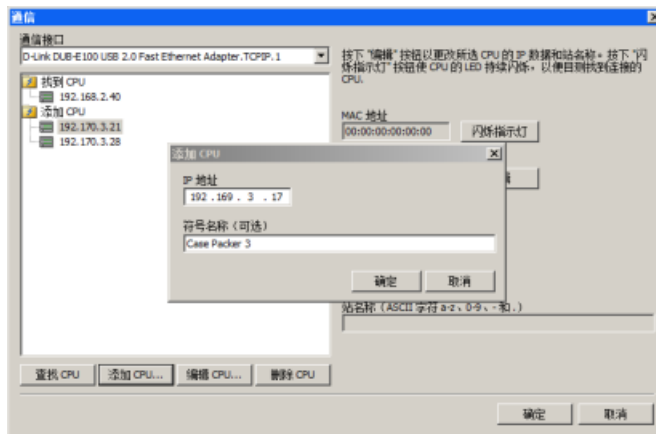 通信
通信接口
D-Link DUB-E100 USB 2.0 Fast Ethernet Adapter.TCPIP.1
按下 "编辑" 按钮以更改所选 CPU 的 IP 数据和站名称。按下 "闪
烁指示灯" 按钮使 CPU 的 LED 持续闪烁，以便目测找到连接的
CPU.
找到 CPU
192.168.2.40
添加 CPU
192.170.3.21
192.170.3.28
MAC 地址
00:00:00:00:00:00
闪烁指示灯
添加 CPU
IP 地址
192 .169 . 3 .17
符号名称 (可选)
Case Packer 3
确定
取消
站名称 (ASCII 字符 a-z、0-9、- 和.)
查找 CPU
添加 CPU...
编辑 CPU...
删除 CPU
确定
取消